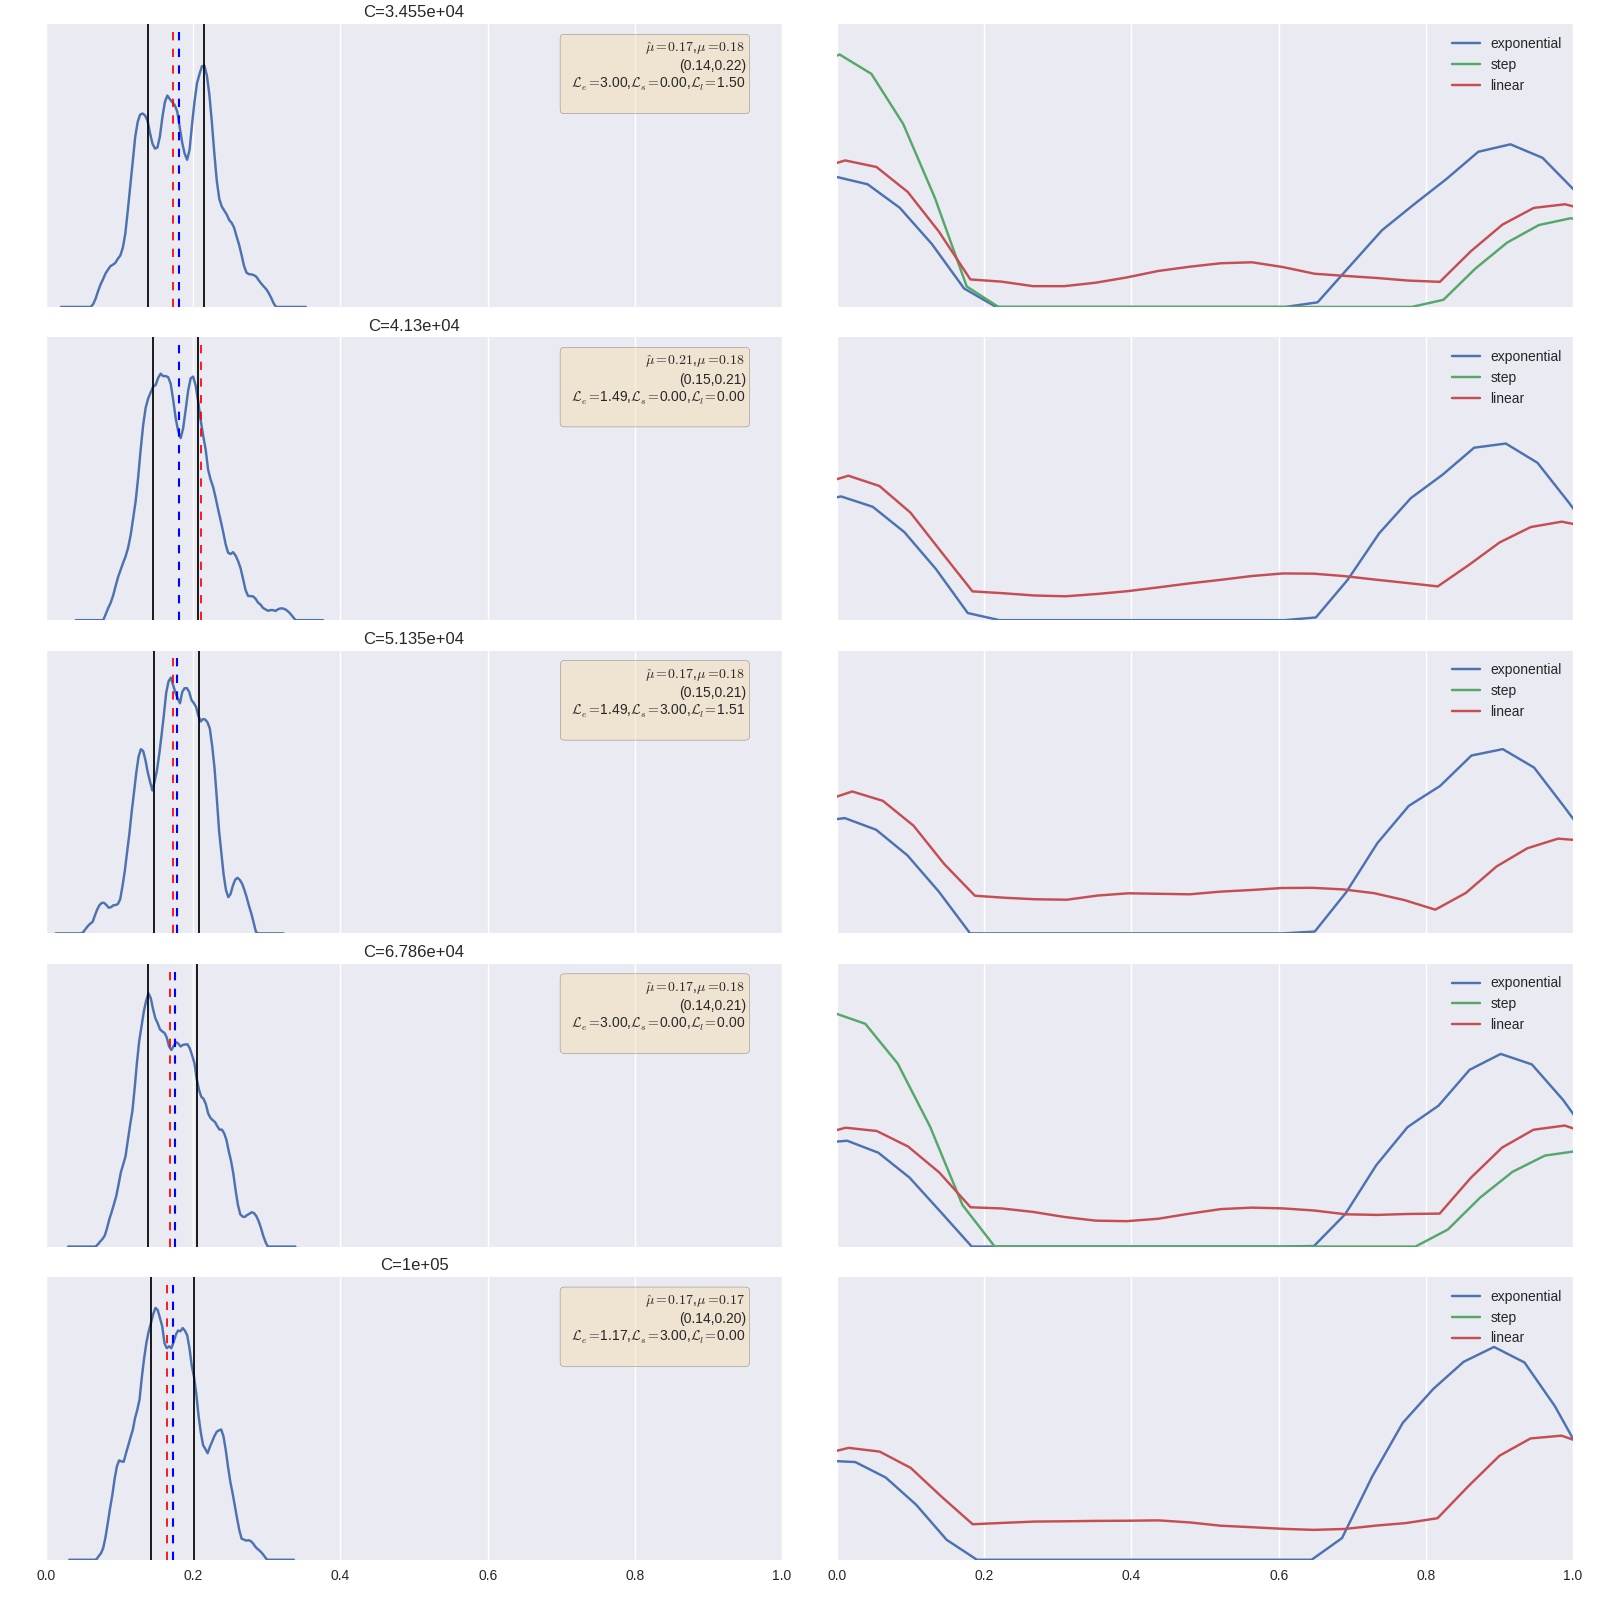 C=3.455e+04
μ̂=0.17,μ=0.18
(0.14,0.22)
ℒₑ=3.00,ℒₛ=0.00,ℒₗ=1.50
exponential
step
linear
C=4.13e+04
μ̂=0.21,μ=0.18
(0.15,0.21)
ℒₑ=1.49,ℒₛ=0.00,ℒₗ=0.00
exponential
step
linear
C=5.135e+04
μ̂=0.17,μ=0.18
(0.15,0.21)
ℒₑ=1.49,ℒₛ=3.00,ℒₗ=1.51
exponential
step
linear
C=6.786e+04
μ̂=0.17,μ=0.18
(0.14,0.21)
ℒₑ=3.00,ℒₛ=0.00,ℒₗ=0.00
exponential
step
linear
C=1e+05
μ̂=0.17,μ=0.17
(0.14,0.20)
ℒₑ=1.17,ℒₛ=3.00,ℒₗ=0.00
exponential
step
linear
0.0 0.2 0.4 0.6 0.8 1.0
0.0 0.2 0.4 0.6 0.8 1.0